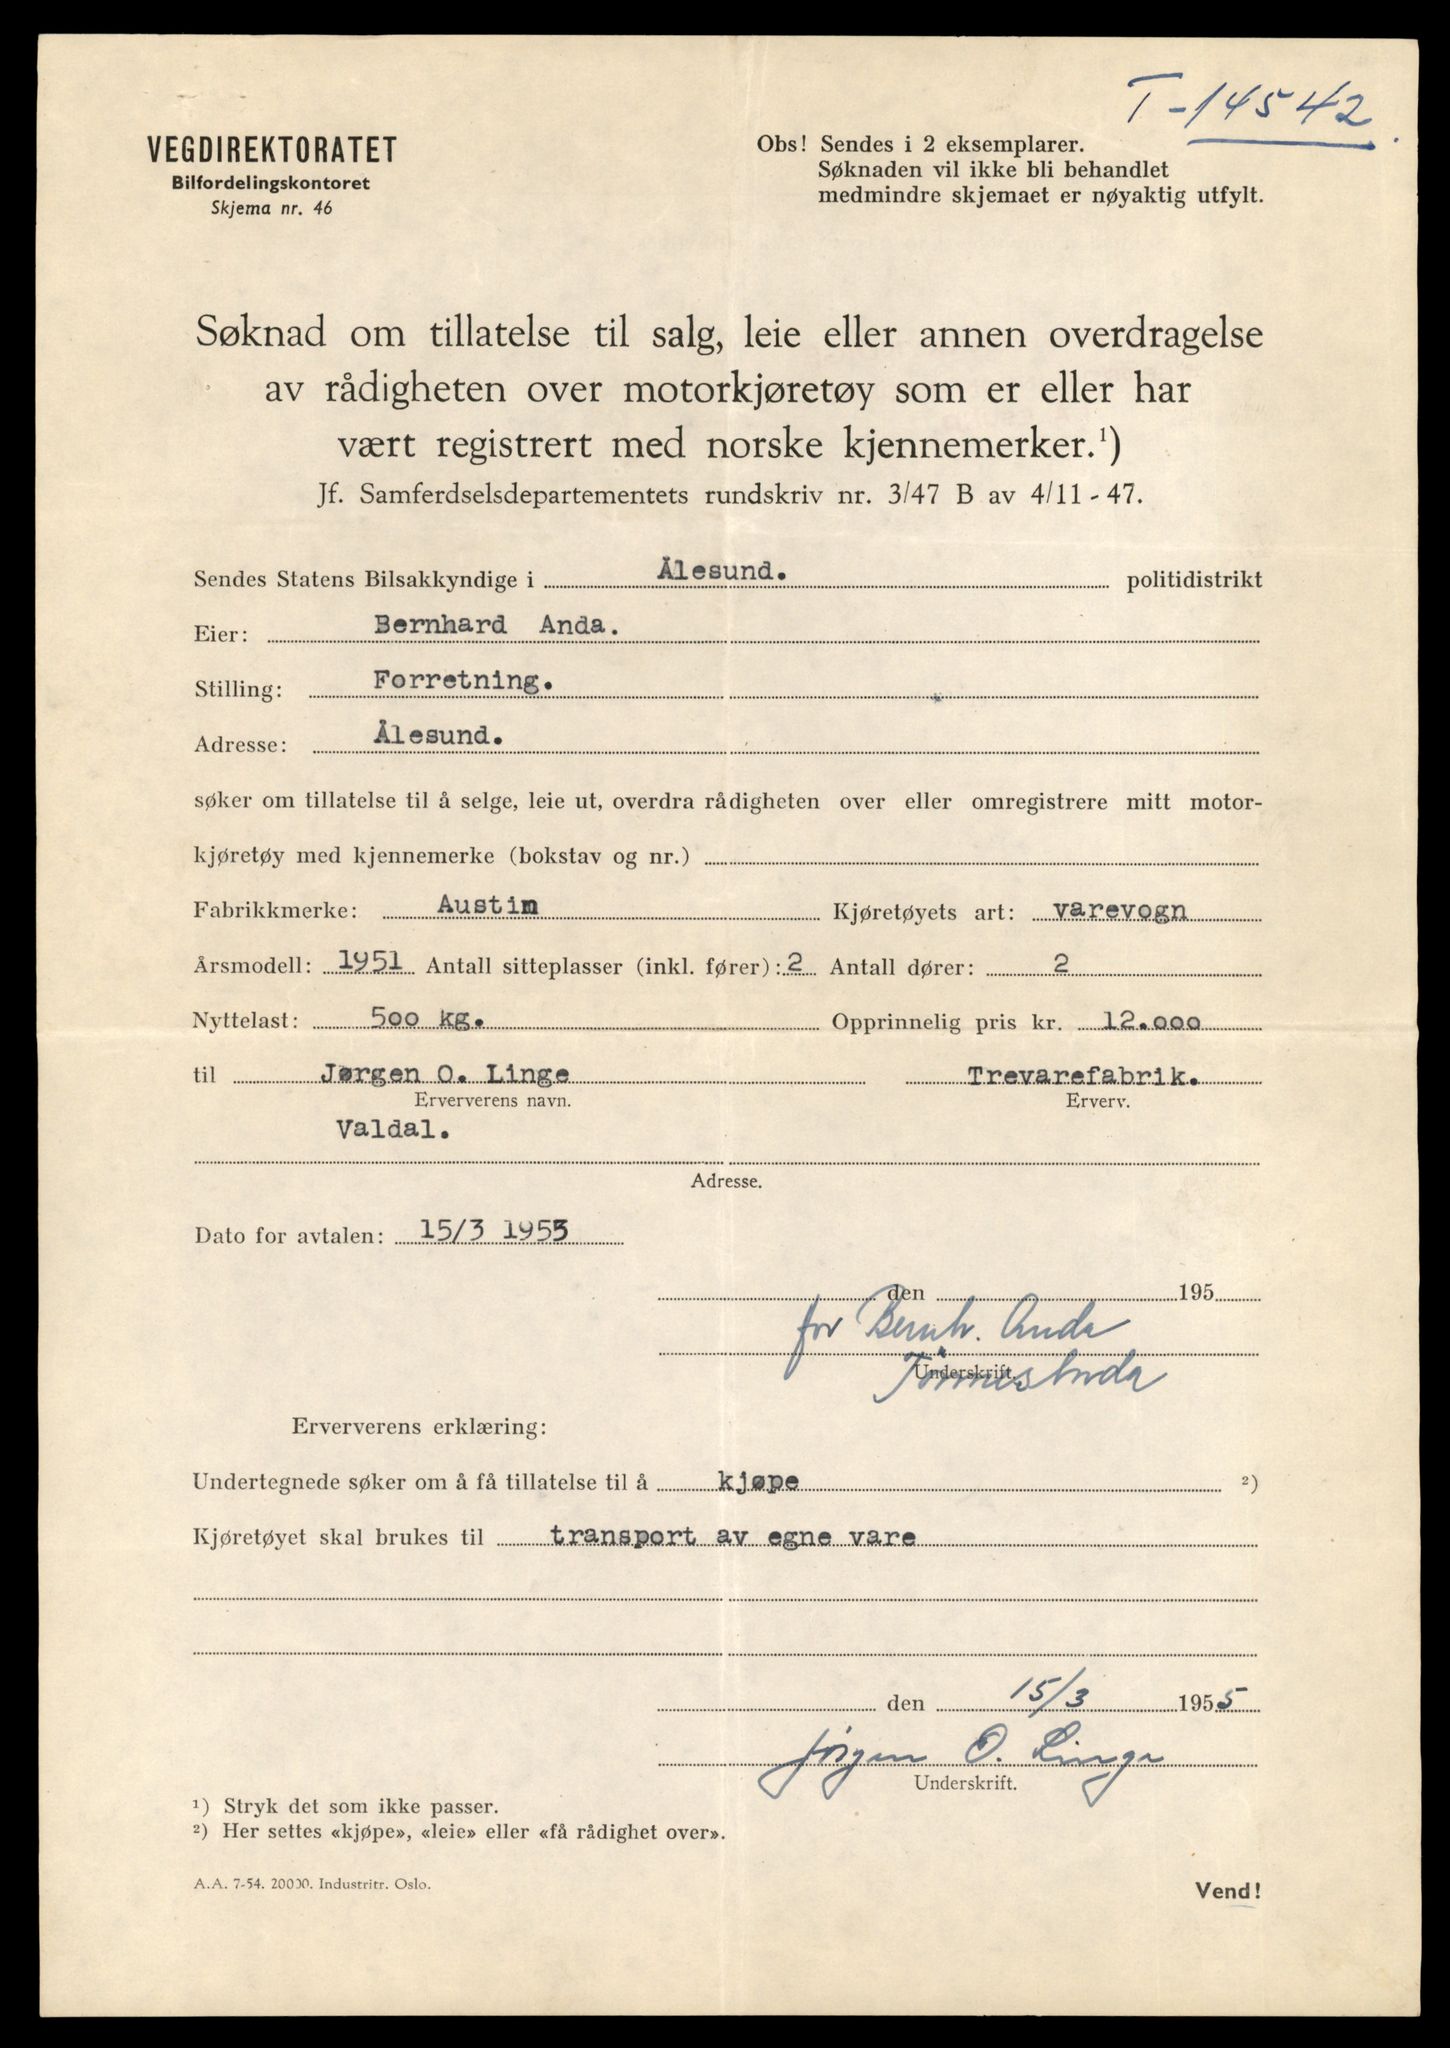 T-14542.
VEGDIREKTORATET
Bilfordelingskontoret
Skjema nr. 46
Obs! Sendes i 2 eksemplarer.
Søknaden vil ikke bli behandlet
medmindre skjemaet er nøyaktig utfylt.
Søknad om tillatelse til salg, leie eller annen overdragelse
av rådigheten over motorkjøretøy som er eller har
vært registrert med norske kjennemerker.¹)
Jf. Samferdselsdepartementets rundskriv nr. 3/47 B av 4/11 - 47.
Sendes Statens Bilsakkyndige i Ålesund. politidistrikt
Eier: Bernhard Anda.
Stilling: Forretning.
Adresse: Ålesund.
søker om tillatelse til å selge, leie ut, overdra rådigheten over eller omregistrere mitt motor-
kjøretøy med kjennemerke (bokstav og nr.)
Fabrikkmerke: Austin Kjøretøyets art: varevogn
Årsmodell: 1951 Antall sitteplasser (inkl. fører): 2 Antall dører: 2
Nyttelast: 500 kg. Opprinnelig pris kr. 12.000
til Jørgen O. Linge Trevarefabrik.
Erververens navn. Erverv.
Valdal.
Adresse.
Dato for avtalen: 15/3 1955
den 195
for Bernh. Anda
Underskrift.
Anda
Erververens erklæring:
Undertegnede søker om å få tillatelse til å kjøpe ²)
Kjøretøyet skal brukes til transport av egne vare
den 15/3 1955
Jørgen O. Linge
Underskrift.
¹) Stryk det som ikke passer.
²) Her settes «kjøpe», «leie» eller «få rådighet over».
A.A. 7-54. 20000. Industritr. Oslo.
Vend!